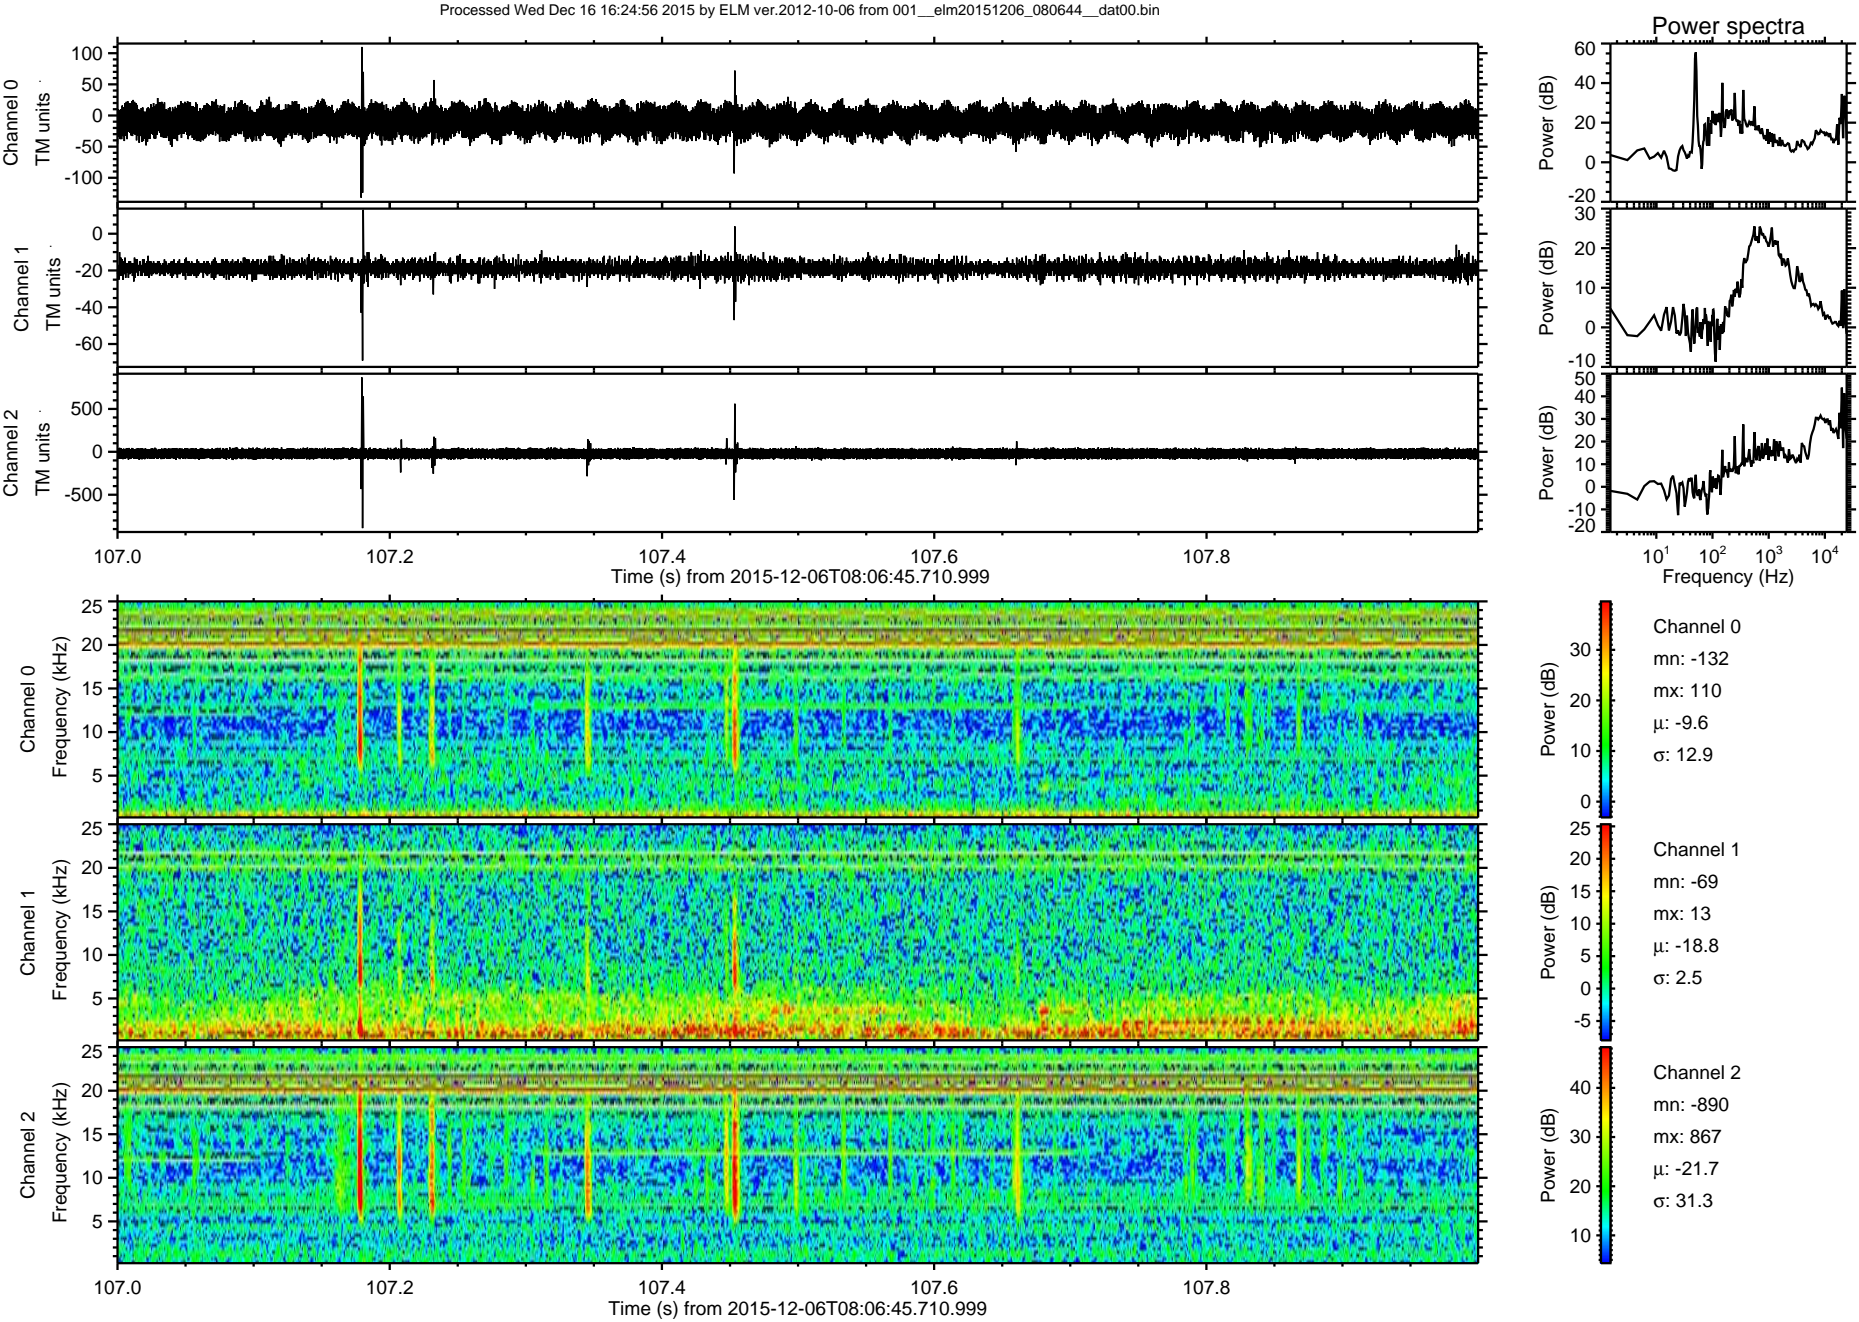 Processed Wed Dec 16 16:24:56 2015 by ELM ver.2012-10-06 from 001__elm20151206_080644__dat00.bin
Power spectra
Channel 0
TM units
100
50
0
-50
-100
Power (dB)
60
40
20
0
-20
Channel 1
TM units
0
-20
-40
-60
Power (dB)
30
20
10
0
-10
Channel 2
TM units
500
0
-500
Power (dB)
50
40
30
20
10
0
-10
-20
107.0 107.2 107.4 107.6 107.8
Time (s) from 2015-12-06T08:06:45.710.999
10¹ 10² 10³ 10⁴
Frequency (Hz)
Channel 0
Frequency (kHz)
25
20
15
10
5
Power (dB)
30
20
10
0
Channel 0
mn: -132
mx: 110
μ: -9.6
σ: 12.9
Channel 1
Frequency (kHz)
25
20
15
10
5
Power (dB)
25
20
15
10
5
0
-5
Channel 1
mn: -69
mx: 13
μ: -18.8
σ: 2.5
Channel 2
Frequency (kHz)
25
20
15
10
5
Power (dB)
40
30
20
10
Channel 2
mn: -890
mx: 867
μ: -21.7
σ: 31.3
107.0 107.2 107.4 107.6 107.8
Time (s) from 2015-12-06T08:06:45.710.999